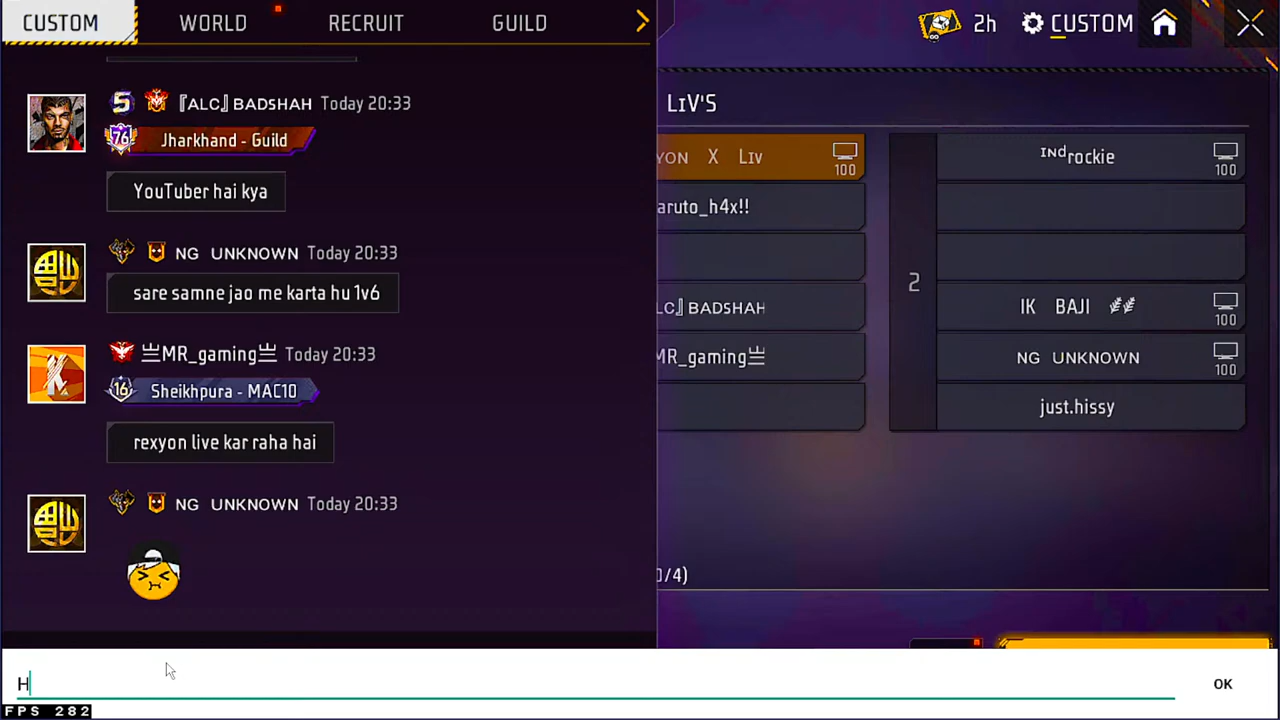 CUSTOM WORLD RECRUIT GUILD
2h CUSTOM
『ALC』BADSHAH Today 20:33
76 Jharkhand - Guild
YouTuber hai kya
NG UNKNOWN Today 20:33
sare samne jao me karta hu 1v6
亗MR_gaming亗 Today 20:33
16 Sheikhpura - MAC10
rexyon live kar raha hai
NG UNKNOWN Today 20:33
LIV'S
YON X LIV 100
aruto_h4x!!
LC』BADSHAH
MR_gaming亗
2
INDrockie 100
IK BAJI 100
NG UNKNOWN 100
just.hissy
0/4)
H
OK
FPS 282